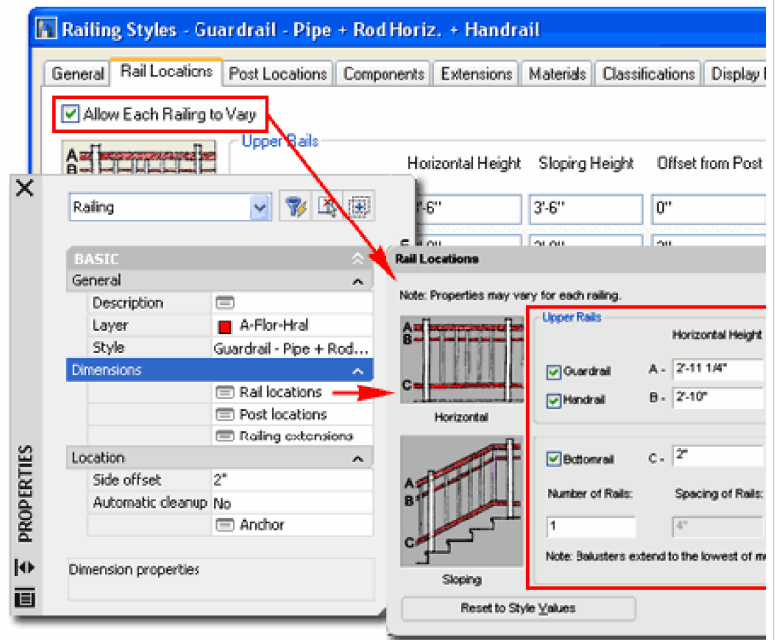 Railing Styles - Guardrail - Pipe + Rod Horiz. + Handrail
General Rail Locations Post Locations Components Extensions Materials Classifications Display
Allow Each Railing to Vary
Upper Rails
A
B
Horizontal Height Sloping Height Offset from Post
-6" 3'-6" 0"
Railing
BASIC
General
Description
Layer A-Flor-Hral
Style Guardrail - Pipe + Rod...
Dimensions
Rail locations
Post locations
Railing extensions
Location
Side offset 2"
Automatic cleanup No
Anchor
Dimension properties
PROPERTIES
Rail Locations
Note: Properties may vary for each railing.
A
B
C
Horizontal
A
B
C
Sloping
Upper Rails
Horizontal Height
Guardrail A - 2'-11 1/4"
Handrail B - 2'-10"
Bottomrail C - 2"
Number of Rails: Spacing of Rails:
1 4"
Note: Balusters extend to the lowest of
Reset to Style Values